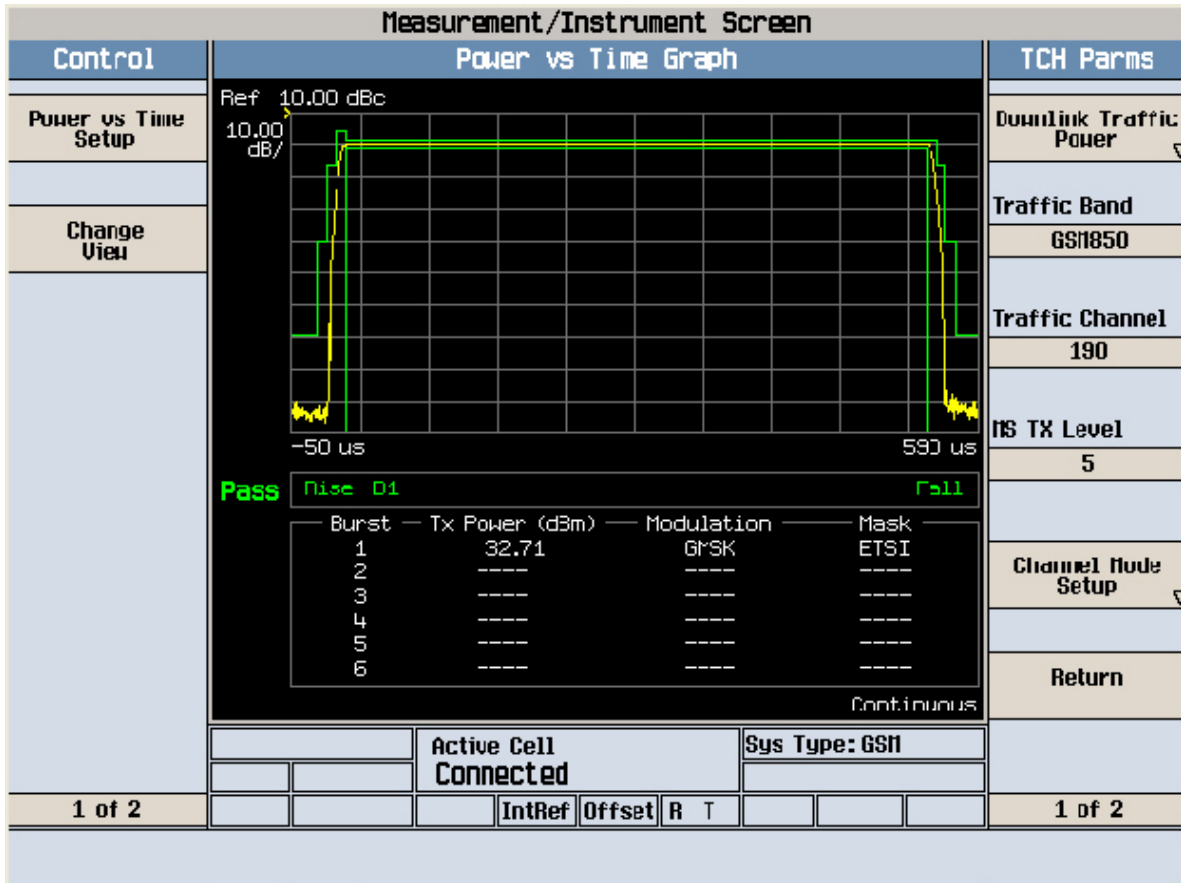 Measurement/Instrument Screen
Control
Power vs Time Graph
TCH Parms
Power vs Time
Setup
Change
View
1 of 2
Ref 10.00 dBc
10.00
dB/
-50 us
590 us
Pass
Rise 01
Fall
Burst Tx Power (dBm) Modulation Mask
1 32.71 GMSK ETSI
2 ---- ---- ----
3 ---- ---- ----
4 ---- ---- ----
5 ---- ---- ----
6 ---- ---- ----
Continuous
Active Cell
Connected
Sys Type: GSM
IntRef Offset R T
Downlink Traffic
Power
Traffic Band
GSM850
Traffic Channel
190
MS TX Level
5
Channel Mode
Setup
Return
1 of 2